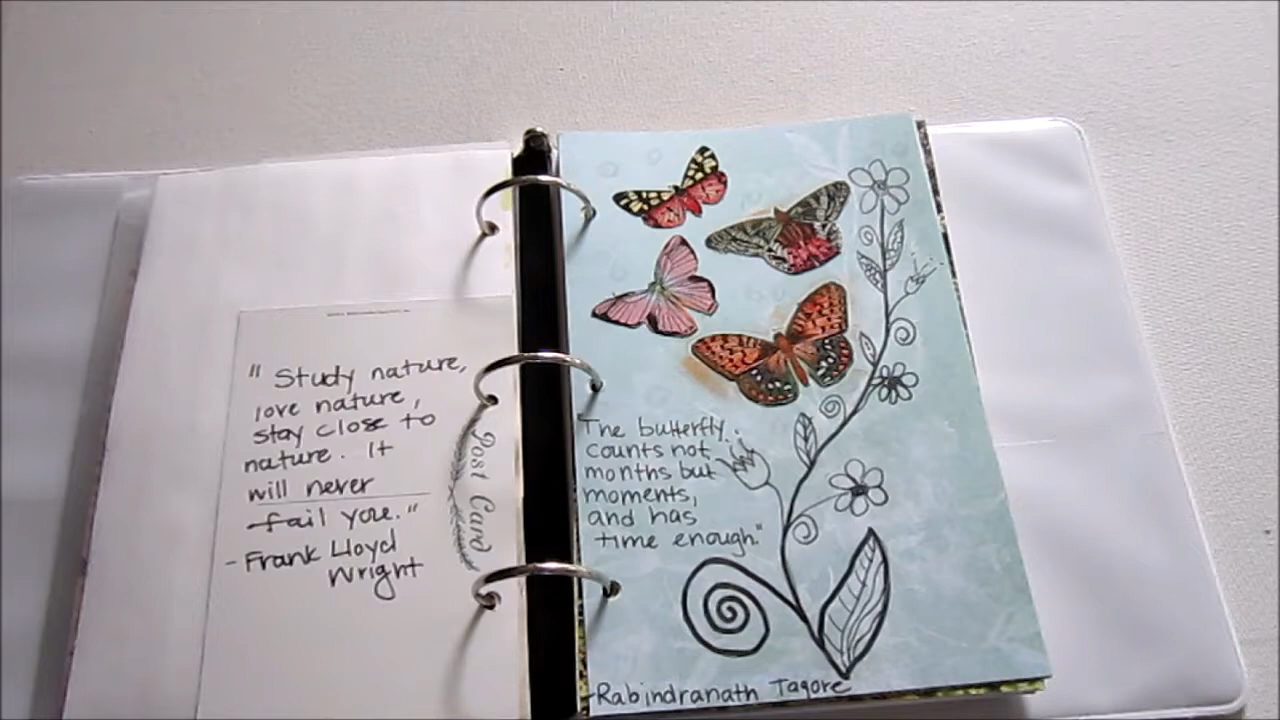 " Study nature,
love nature,
stay close to
nature. It
will never
fail you."
- Frank Lloyd
Wright
Post Card
The butterfly
counts not
months but
moments,
and has
time enough."
-Rabindranath Tagore